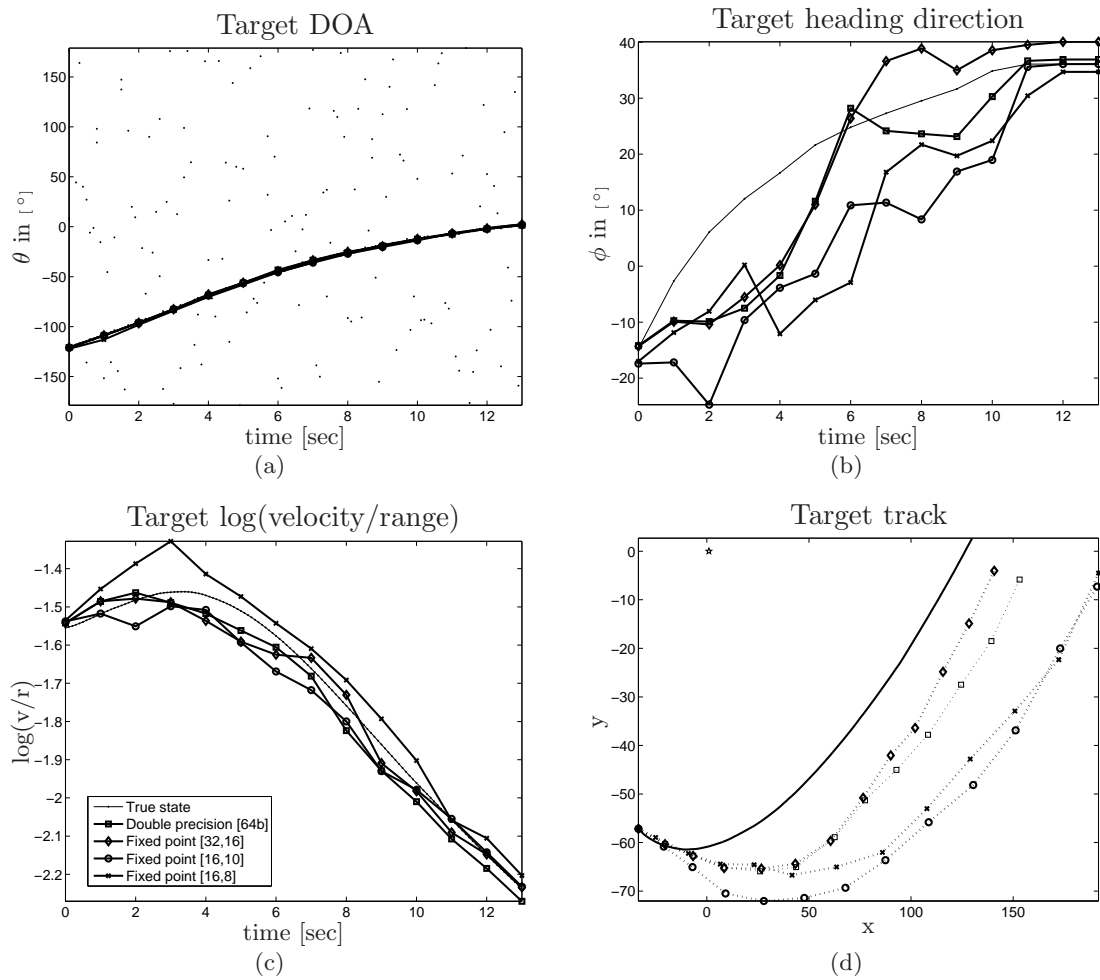 Target DOA
150
100
50
0
−50
−100
−150
θ in [°]
0 2 4 6 8 10 12
time [sec]
(a)
Target heading direction
40
30
20
10
0
−10
−20
ϕ in [°]
0 2 4 6 8 10 12
time [sec]
(b)
Target log(velocity/range)
−1.4
−1.5
−1.6
−1.7
−1.8
−1.9
−2
−2.1
−2.2
log(v/r)
True state
Double precision [64b]
Fixed point [32,16]
Fixed point [16,10]
Fixed point [16,8]
0 2 4 6 8 10 12
time [sec]
(c)
Target track
0
−10
−20
−30
−40
−50
−60
−70
y
0 50 100 150
x
(d)